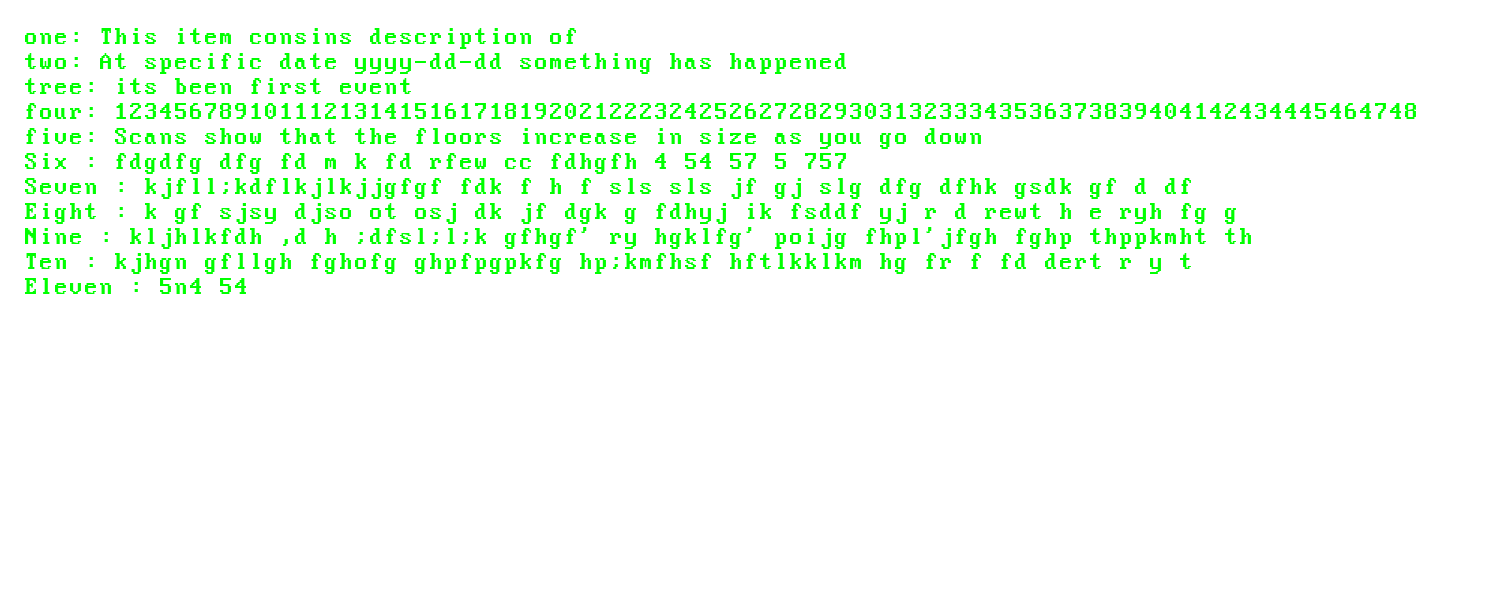 one: This item consins description of
two: At specific date yyyy-dd-dd something has happened
tree: its been first event
four: 123456789101112131415161718192021222324252627282930313233343536373839404142434445464748
five: Scans show that the floors increase in size as you go down
Six : fdgdfg dfg fd m k fd rfew cc fdhgfh 4 54 57 5 757
Seven : kjfll;kdflkjlkjjgfgf fdk f h f sls sls jf gj slg dfg dfhk gsdk gf d df
Eight : k gf sjsy djso ot osj dk jf dgk g fdhyj ik fsddf yj r d rewt h e ryh fg g
Nine : kljhlkfdh ,d h ;dfsl;l;k gfhgf' ry hgklfg' poijg fhpl'jfgh fghp thppkmht th
Ten : kjhgn gfllgh fghofg ghpfpgpkfg hp;kmfhsf hftlkklkm hg fr f fd dert r y t
Eleven : 5n4 54